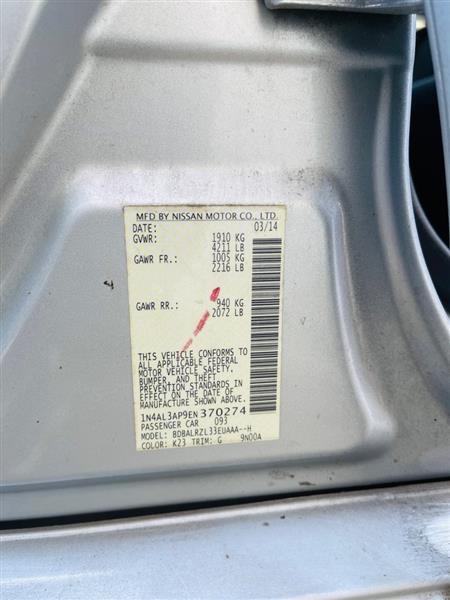 MFD BY NISSAN MOTOR CO., LTD.
DATE: 03/14
GVWR: 1910 KG
4211 LB
GAWR FR.: 1005 KG
2216 LB
GAWR RR.: 940 KG
2072 LB
THIS VEHICLE CONFORMS TO
ALL APPLICABLE FEDERAL
MOTOR VEHICLE SAFETY,
BUMPER, AND THEFT
PREVENTION STANDARDS IN
EFFECT ON THE DATE OF
MANUFACTURE SHOWN ABOVE.
1N4AL3AP9EN 370274
PASSENGER CAR 093
MODEL: BDBALRZL33EUAAA--H
COLOR: K23 TRIM: G 9N00A